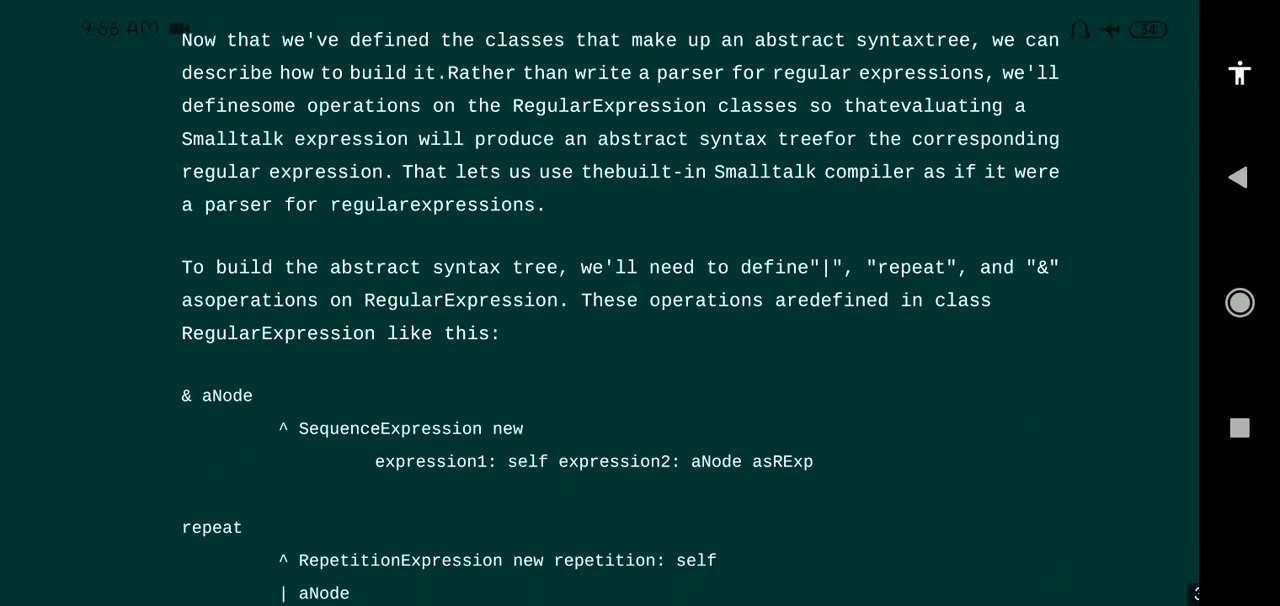 9:56 AM
34
Now that we've defined the classes that make up an abstract syntaxtree, we can
describe how to build it.Rather than write a parser for regular expressions, we'll
definesome operations on the RegularExpression classes so thatevaluating a
Smalltalk expression will produce an abstract syntax treefor the corresponding
regular expression. That lets us use thebuilt-in Smalltalk compiler as if it were
a parser for regularexpressions.
To build the abstract syntax tree, we'll need to define"|", "repeat", and "&"
asoperations on RegularExpression. These operations aredefined in class
RegularExpression like this:
& aNode
^ SequenceExpression new
expression1: self expression2: aNode asRExp
repeat
^ RepetitionExpression new repetition: self
| aNode